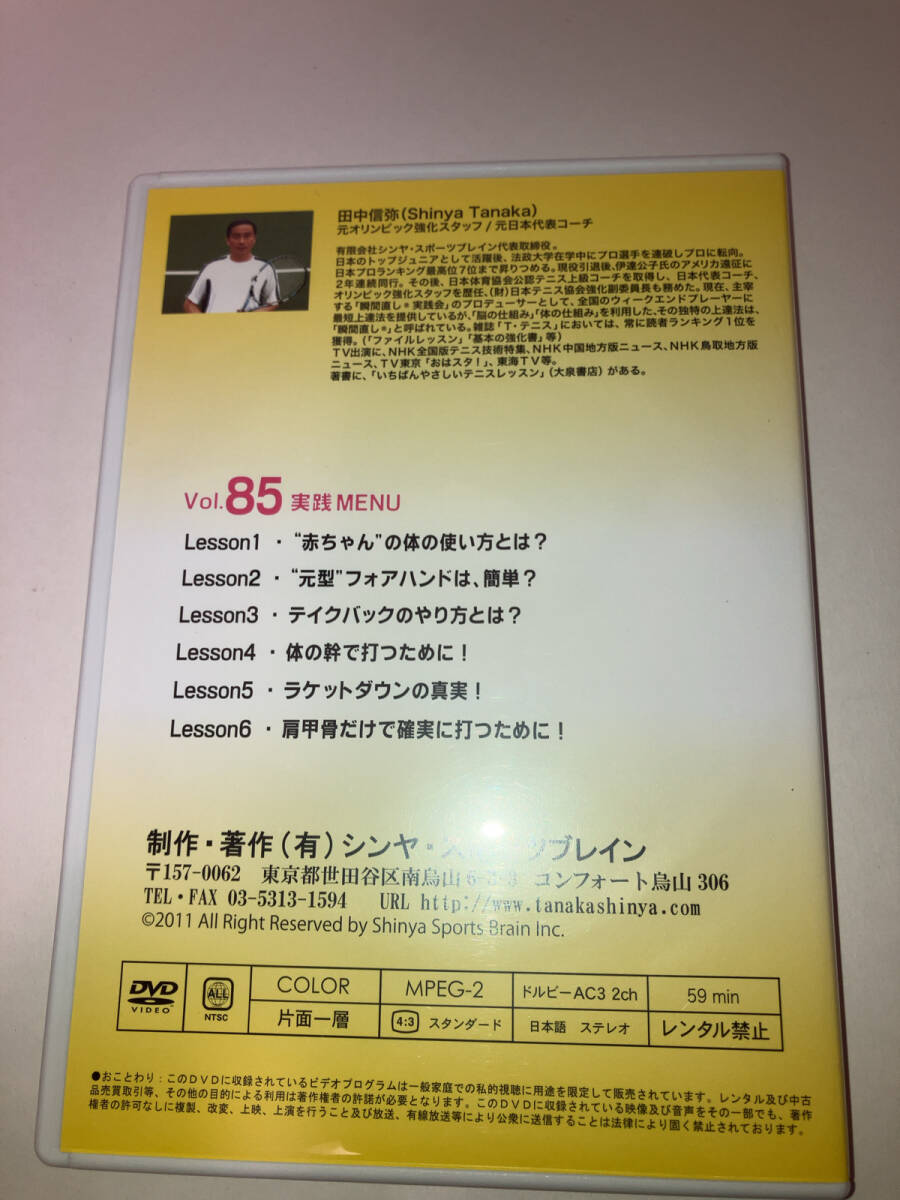 田中信弥(Shinya Tanaka)
元オリンピック強化スタッフ / 元日本代表コーチ
有限会社シンヤ・スポーツブレイン代表取締役。
日本のトップジュニアとして活躍後、法政大学在学中にプロ選手を連破しプロに転向。
日本プロランキング最高位7位まで昇りつめる。現役引退後、伊達公子氏のアメリカ遠征に
2年連続同行。その後、日本体育協会公認テニス上級コーチを取得し、日本代表コーチ、
オリンピック強化スタッフを歴任、(財)日本テニス協会強化副委員長も務めた。現在、主宰
する「瞬間直し®実践会」のプロデューサーとして、全国のウィークエンドプレーヤーに
最短上達法を提供しているが、「脳の仕組み」「体の仕組み」を利用した、その独特の上達法は、
「瞬間直し®」と呼ばれている。雑誌「T・テニス」においては、常に読者ランキング1位を
獲得。(「ファイルレッスン」「基本の強化書」等)
TV出演に、NHK全国版テニス技術特集、NHK中国地方版ニュース、NHK鳥取地方版
ニュース、TV東京「おはスタ!」、東海TV等。
著書に、「いちばんやさしいテニスレッスン」(大泉書店)がある。
Vol.85 実践MENU
Lesson1 ・ “赤ちゃん”の体の使い方とは?
Lesson2 ・ “元型”フォアハンドは、簡単?
Lesson3 ・ テイクバックのやり方とは?
Lesson4 ・ 体の幹で打つために!
Lesson5 ・ ラケットダウンの真実!
Lesson6 ・ 肩甲骨だけで確実に打つために!
制作・著作(有)シンヤ・スポーツブレイン
〒157-0062 東京都世田谷区南烏山6-3-3 コンフォート烏山 306
TEL・FAX 03-5313-1594 URL http://www.tanakashinya.com
©2011 All Right Reserved by Shinya Sports Brain Inc.
DVD VIDEO ALL NTSC COLOR MPEG-2 ドルビーAC3 2ch 59 min
片面一層 4:3 スタンダード 日本語 ステレオ レンタル禁止
●おことわり:このDVDに収録されているビデオプログラムは一般家庭での私的視聴に用途を限定して販売されています。レンタル及び中古
品売買取引等、その他の目的による利用は著作権者の許諾が必要となります。このDVDに収録されている映像及び音声をその一部でも、著作
権者の許可なしに複製、改変、上映、上演を行うこと及び放送、有線放送等により公衆に送信することは法律により固く禁止されております。